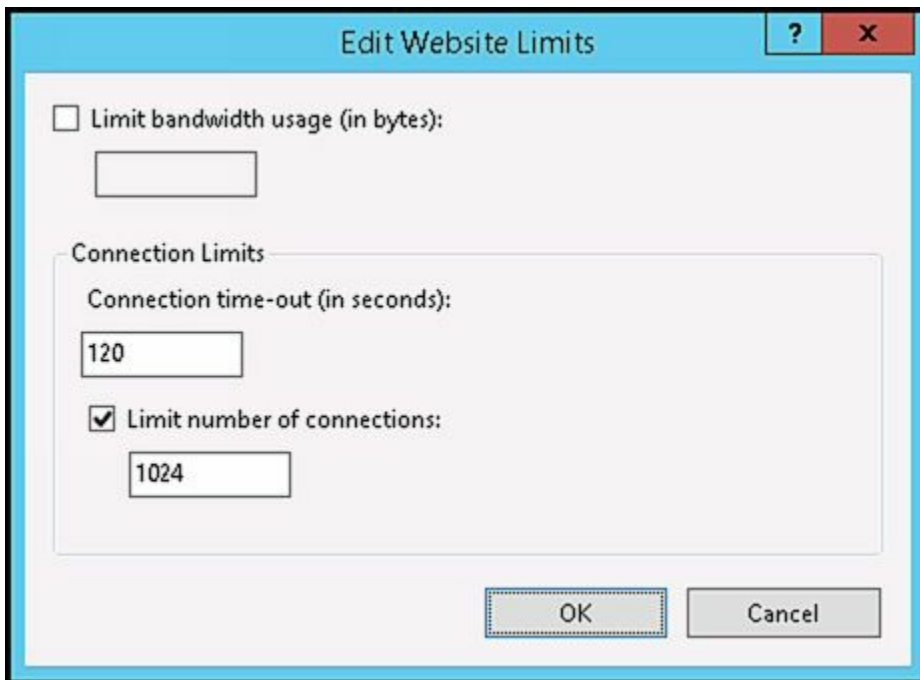 Edit Website Limits
? x
Limit bandwidth usage (in bytes):
Connection Limits
Connection time-out (in seconds):
120
Limit number of connections:
1024
OK Cancel